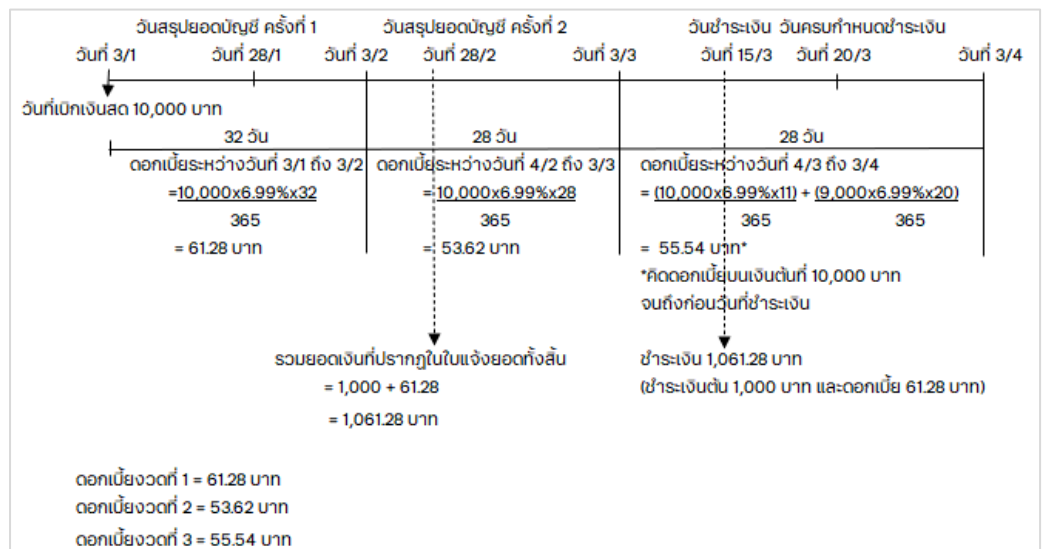 วันสรุปยอดบัญชี ครั้งที่ 1 วันสรุปยอดบัญชี ครั้งที่ 2 วันชำระเงิน วันครบกำหนดชำระเงิน
วันที่ 3/1 วันที่ 28/1 วันที่ 3/2 วันที่ 28/2 วันที่ 3/3 วันที่ 15/3 วันที่ 20/3 วันที่ 3/4
วันที่เบิกเงินสด 10,000 บาท
32 วัน 28 วัน 28 วัน
ดอกเบี้ยระหว่างวันที่ 3/1 ถึง 3/2 ดอกเบี้ยระหว่างวันที่ 4/2 ถึง 3/3 ดอกเบี้ยระหว่างวันที่ 4/3 ถึง 3/4
=10,000x6.99%x32 = 10,000x6.99%x28 = (10,000x6.99%x11) + (9,000x6.99%x20)
365 365 365 365
= 61.28 บาท = 53.62 บาท = 55.54 บาท*
*คิดดอกเบี้ยบนเงินต้นที่ 10,000 บาท
จนถึงก่อนวันที่ชำระเงิน
รวมยอดเงินที่ปรากฏในใบแจ้งยอดทั้งสิ้น ชำระเงิน 1,061.28 บาท
= 1,000 + 61.28 (ชำระเงินต้น 1,000 บาท และดอกเบี้ย 61.28 บาท)
= 1,061.28 บาท
ดอกเบี้ยงวดที่ 1 = 61.28 บาท
ดอกเบี้ยงวดที่ 2 = 53.62 บาท
ดอกเบี้ยงวดที่ 3 = 55.54 บาท